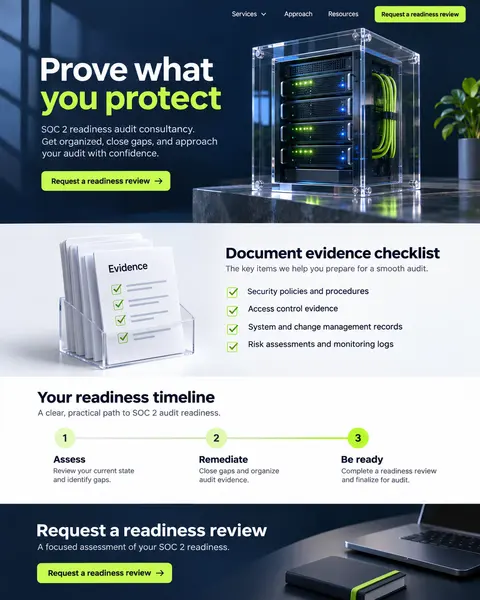 Services
Approach
Resources
Request a readiness review
Prove what
you protect
SOC 2 readiness audit consultancy.
Get organized, close gaps, and approach
your audit with confidence.
Request a readiness review →
Evidence
Document evidence checklist
The key items we help you prepare for a smooth audit.
Security policies and procedures
Access control evidence
System and change management records
Risk assessments and monitoring logs
Your readiness timeline
A clear, practical path to SOC 2 audit readiness.
1
2
3
Assess
Review your current state
and identify gaps.
Remediate
Close gaps and organize
audit evidence.
Be ready
Complete a readiness review
and finalize for audit.
Request a readiness review
A focused assessment of your SOC 2 readiness.
Request a readiness review →